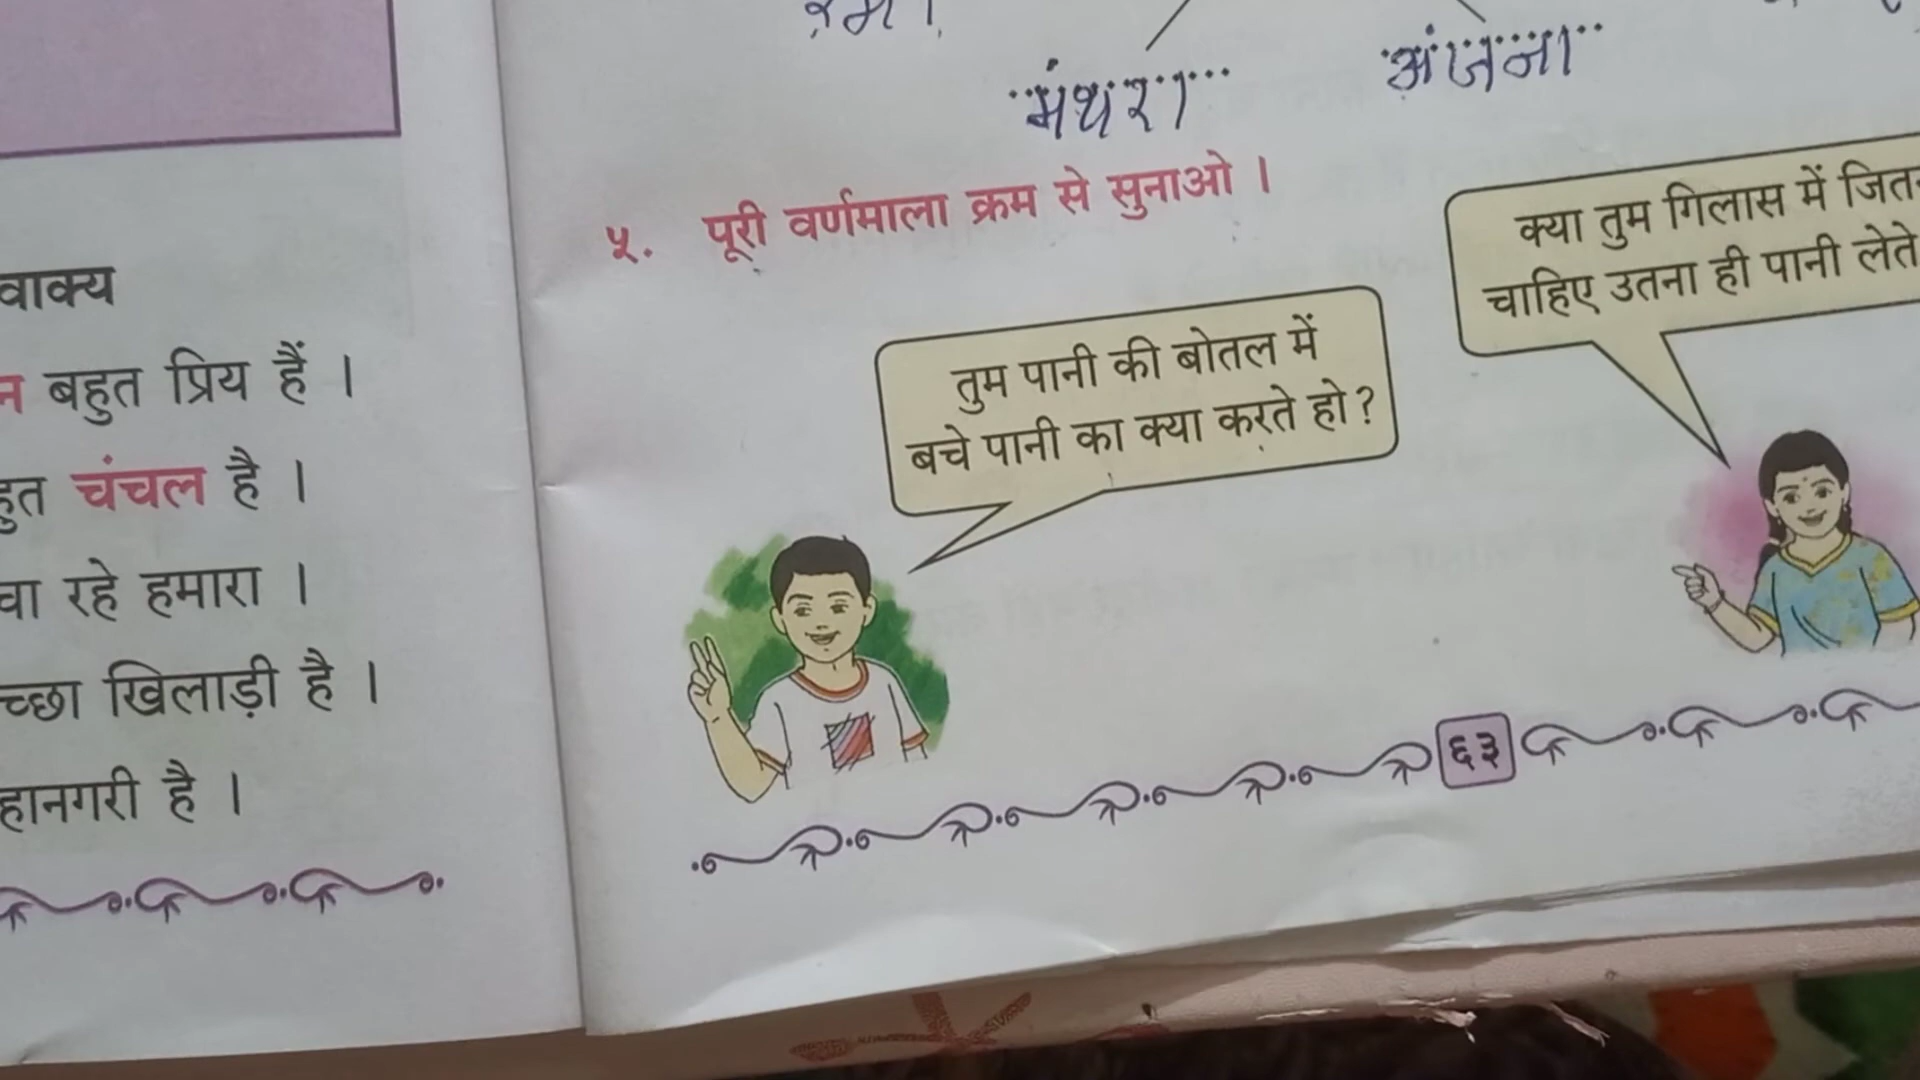 वाक्य
बहुत प्रिय हैं ।
चंचल है ।
रहे हमारा ।
खिलाड़ी है ।
है ।
मंथरा
अंजना
५. पूरी वर्णमाला क्रम से सुनाओ ।
तुम पानी की बोतल में
बचे पानी का क्या करते हो ?
क्या तुम गिलास में
चाहिए उतना ही पानी लेते
६३